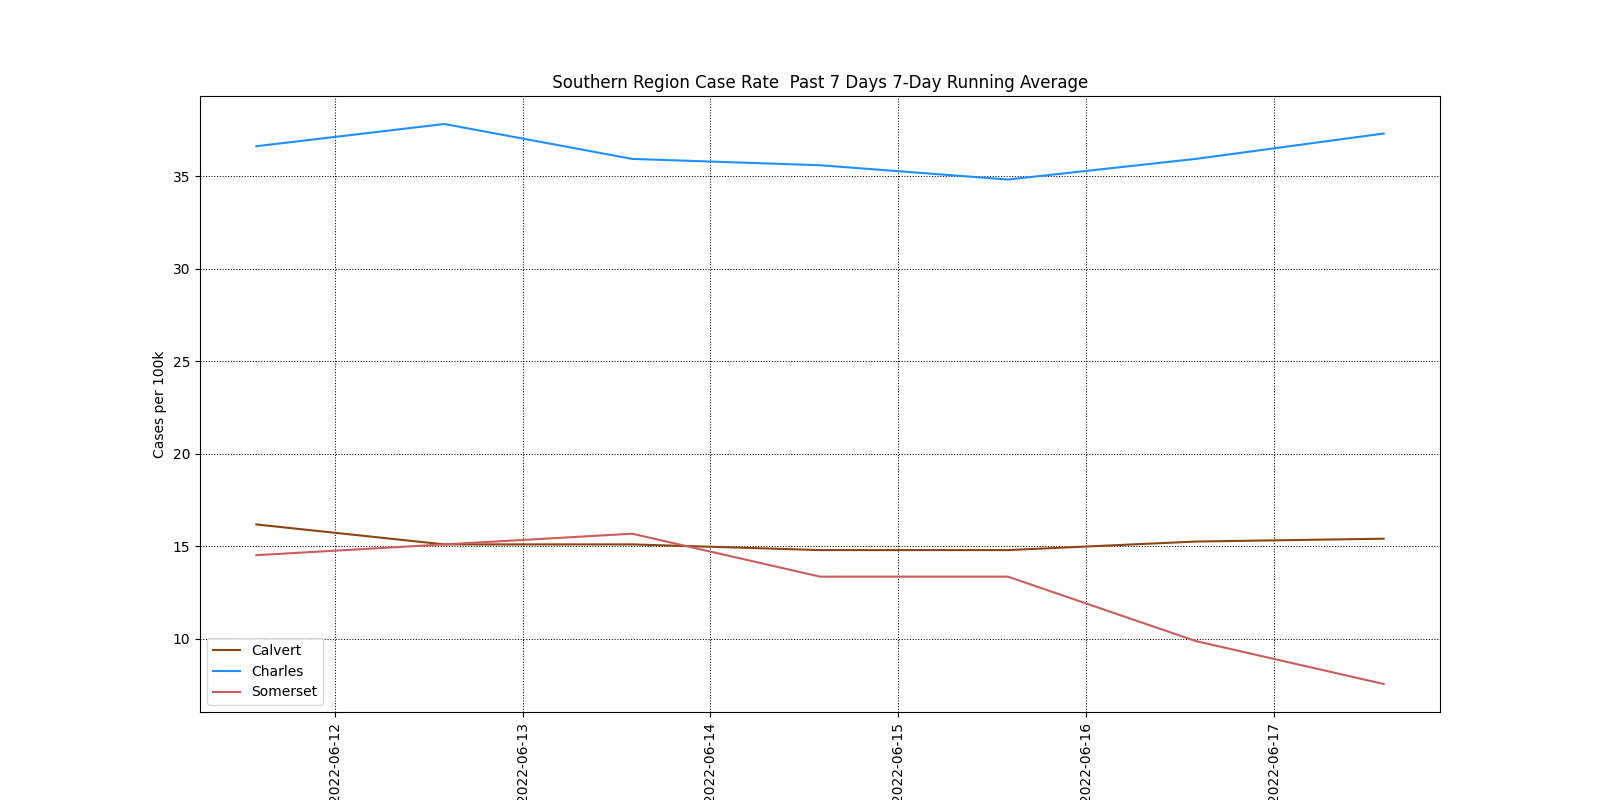 Southern Region Case Rate  Past 7 Days 7-Day Running Average
Cases per 100k
35
30
25
20
15
10
Calvert
Charles
Somerset
2022-06-12
2022-06-13
2022-06-14
2022-06-15
2022-06-16
2022-06-17